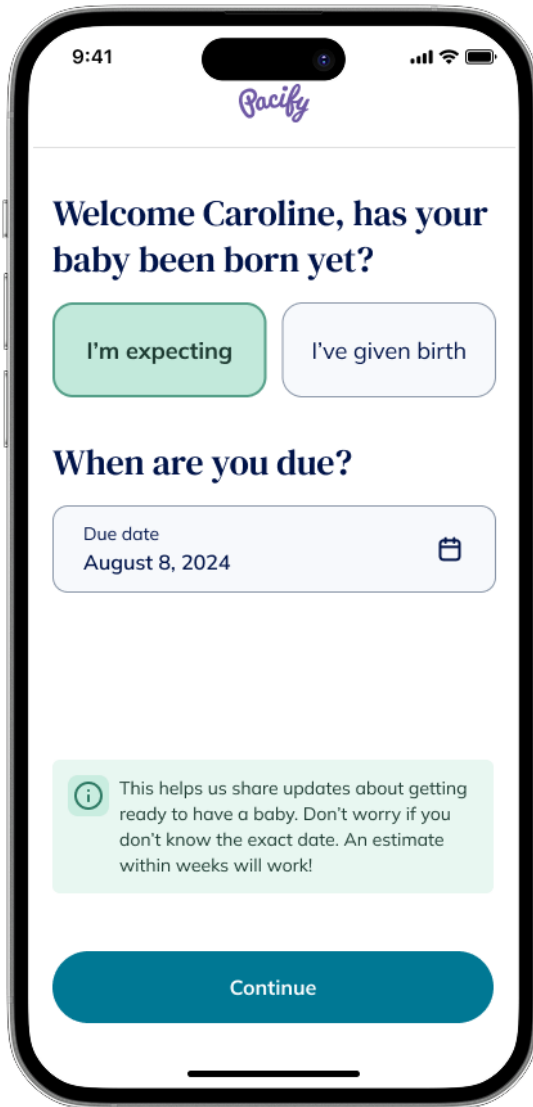 9:41
Pacify
Welcome Caroline, has your
baby been born yet?
I'm expecting
I've given birth
When are you due?
Due date
August 8, 2024
This helps us share updates about getting
ready to have a baby. Don't worry if you
don't know the exact date. An estimate
within weeks will work!
Continue